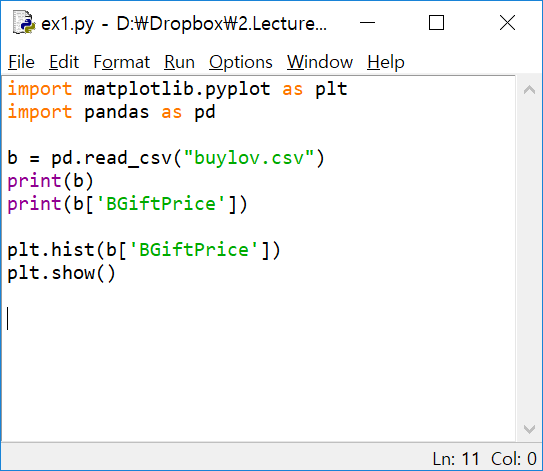 ex1.py - D:₩Dropbox₩2.Lecture...
File Edit Format Run Options Window Help
import matplotlib.pyplot as plt
import pandas as pd
b = pd.read_csv("buylov.csv")
print(b)
print(b['BGiftPrice'])
plt.hist(b['BGiftPrice'])
plt.show()
Ln: 11 Col: 0